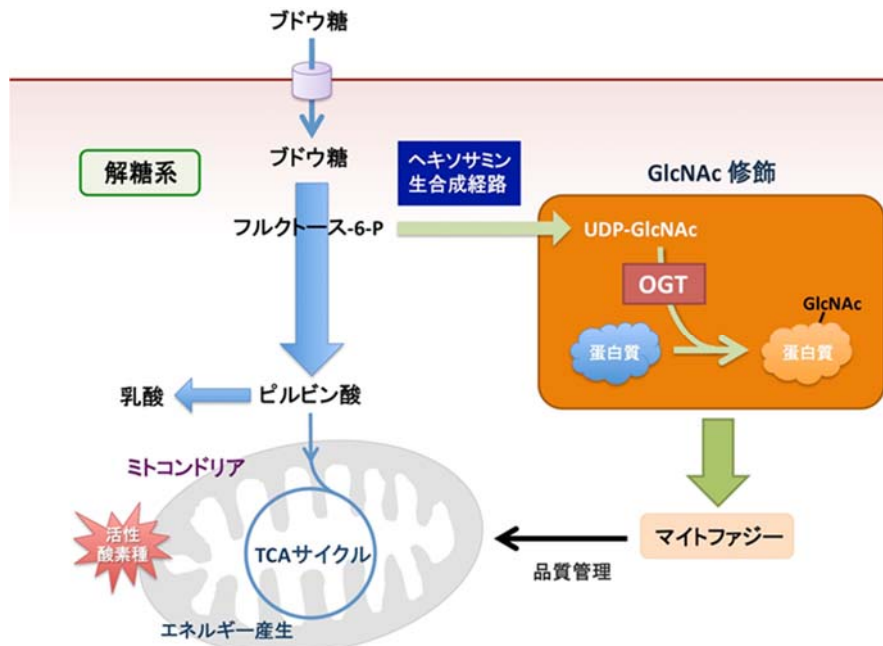 ブドウ糖
解糖系
ブドウ糖
ヘキソサミン
生合成経路
GlcNAc 修飾
フルクトース-6-P
UDP-GlcNAc
OGT
GlcNAc
蛋白質
蛋白質
乳酸
ピルビン酸
ミトコンドリア
活性
酸素種
TCAサイクル
マイトファジー
品質管理
エネルギー産生